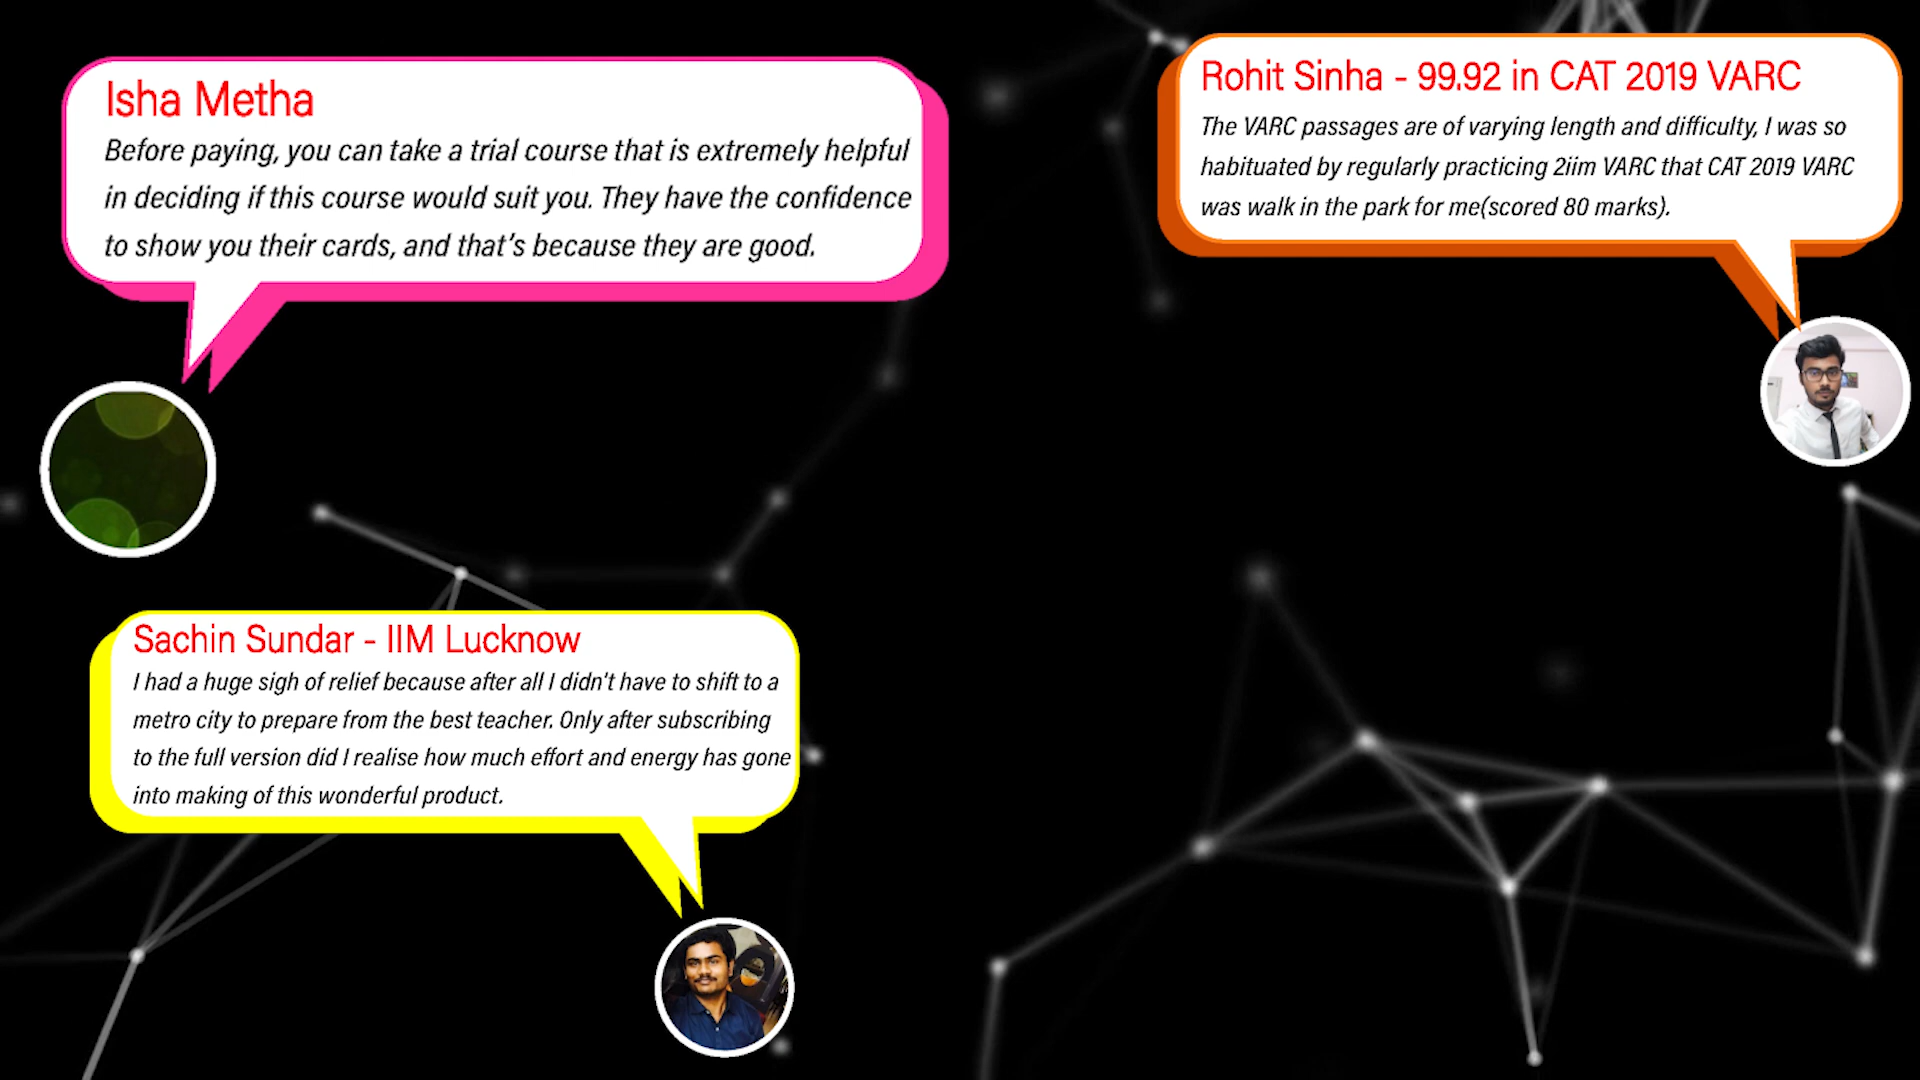 Isha Metha
Before paying, you can take a trial course that is extremely helpful
in deciding if this course would suit you. They have the confidence
to show you their cards, and that's because they are good.
Rohit Sinha - 99.92 in CAT 2019 VARC
The VARC passages are of varying length and difficulty, I was so
habituated by regularly practicing 2iim VARC that CAT 2019 VARC
was walk in the park for me(scored 80 marks).
Sachin Sundar - IIM Lucknow
I had a huge sigh of relief because after all I didn't have to shift to a
metro city to prepare from the best teacher. Only after subscribing
to the full version did I realise how much effort and energy has gone
into making of this wonderful product.